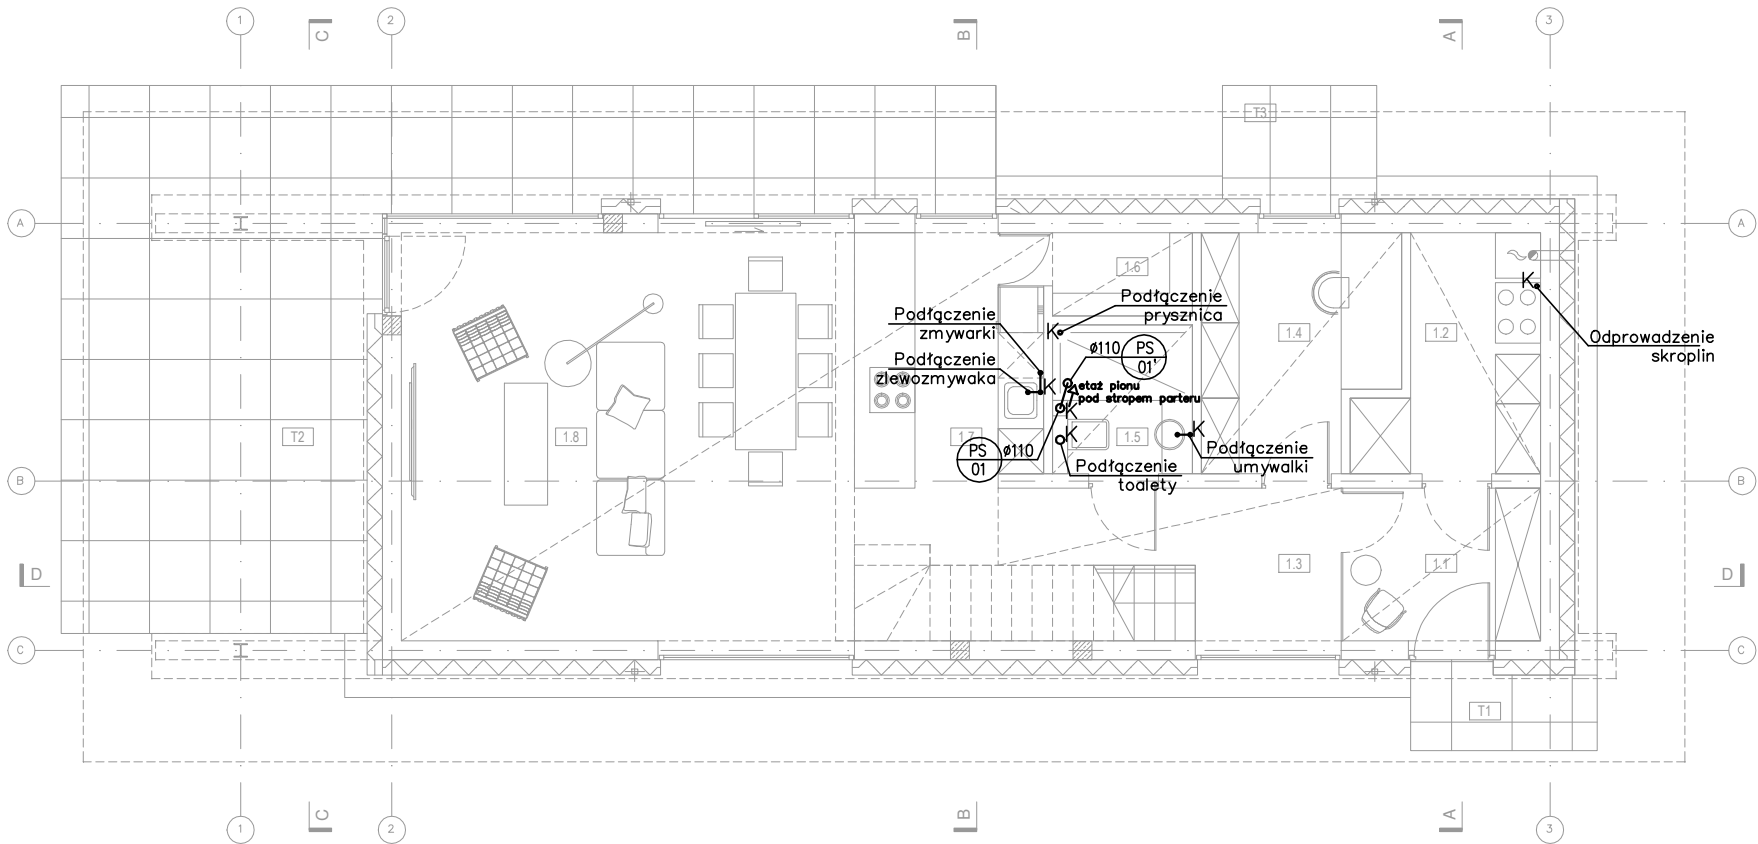 1
2
C
B
A
3
T3
A
A
1.6
K
Podłączenie
prysznica
Podłączenie
zmywarki
K
1.4
1.2
Odprowadzenie
skroplin
ø110
PS
01'
Podłączenie
zlewozmywaka
K
etaż pionu
pod stropem parteru
K
T2
1.8
1.7
K
1.5
K
PS
01
ø110
Podłączenie
umywalki
Podłączenie
toalety
B
B
D
1.3
1.1
D
C
C
T1
1
2
C
B
A
3